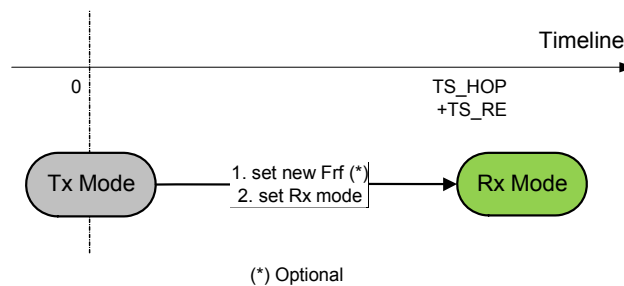 Timeline
0
TS_HOP
+TS_RE
Tx Mode
1. set new Frf (*)
2. set Rx mode
Rx Mode
(*) Optional